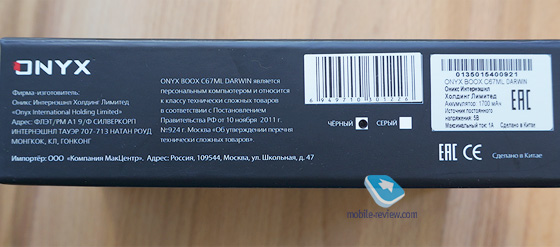 ONYX
Фирма-изготовитель:
Оникс Интернэшнл Холдинг Лимитед
«Onyx International Holding Limited»
Адрес: ФЛЭТ/РМ А1 9/Ф СИЛВЕРКОРП
ИНТЕРНЭШНЛ ТАУЭР 707-713 НАТАН РОУД
МОНГКОК, КЛ, ГОНКОНГ
Импортёр: ООО «Компания МакЦентр». Адрес: Россия, 109544, Москва, ул. Школьная, д. 47
ONYX BOOX C67ML DARWIN является
персональным компьютером и относится
к классу технически сложных товаров
в соответствии с Постановлением
Правительства РФ от 10 ноября 2011 г
№924 г. Москва «Об утверждении перечня
технически сложных товаров».
6949710101226
ЧЁРНЫЙ
СЕРЫЙ
0135015400921
ONYX BOOX C67ML DARWIN
Оникс Интернэшнл
Холдинг Лимитед
Аккумулятор: 1700 мАч
Источник постоянного
напряжения: 5В
Максимальный ток: 1А
Сделано в Китае
EAC
EAC CE Сделано в Китае
mobile-review.com